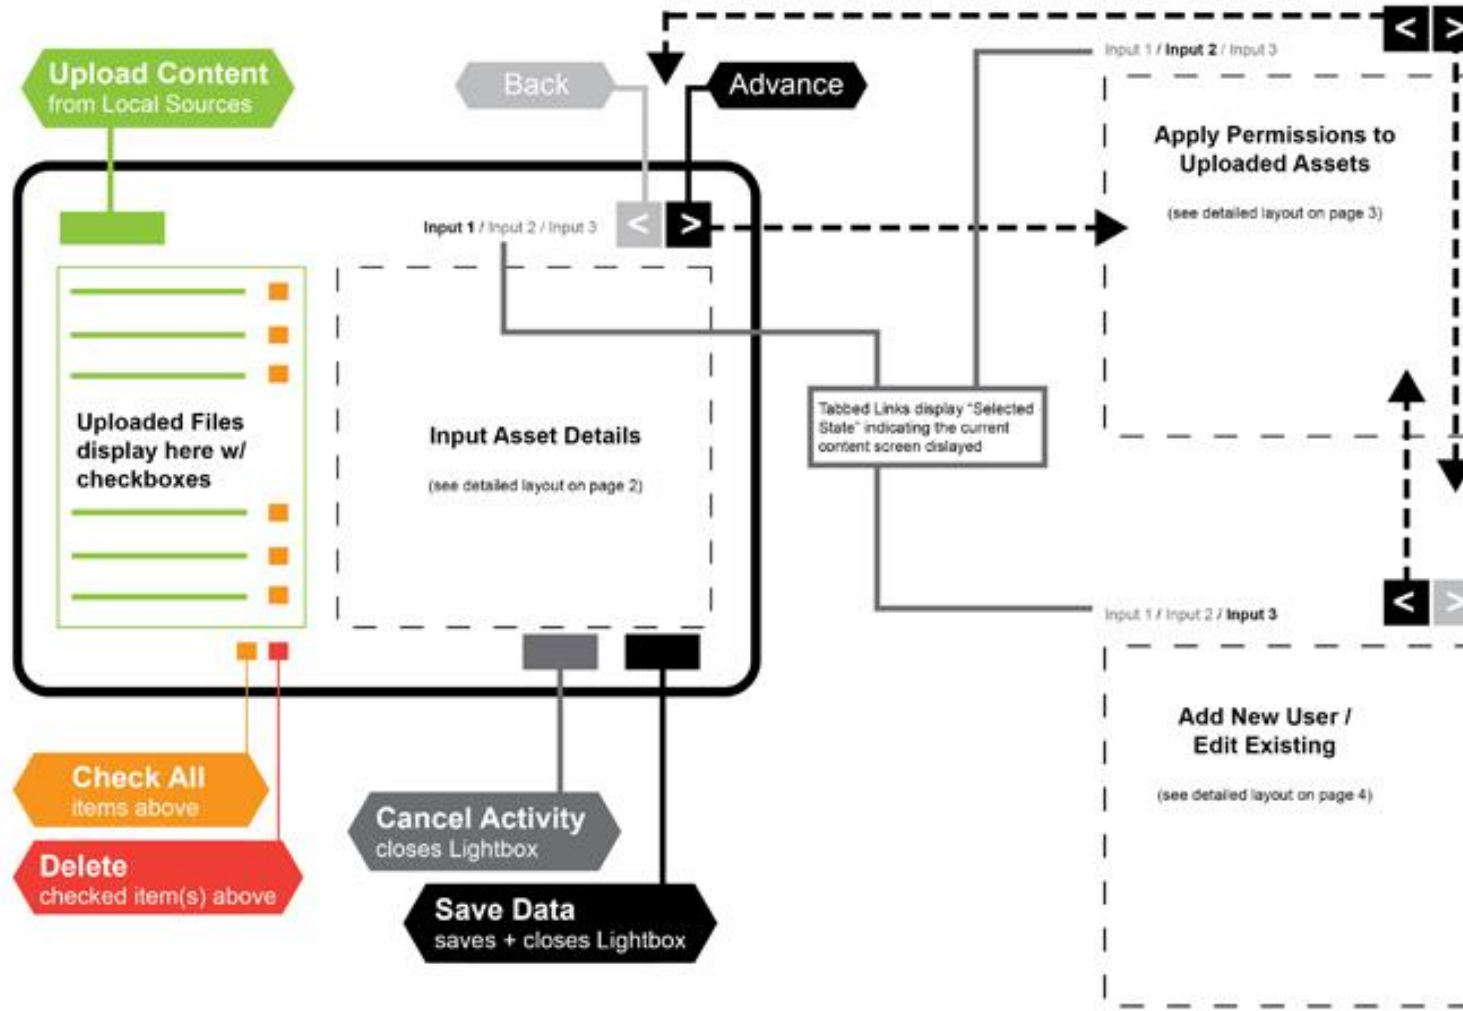 Upload Content
from Local Sources
Back
Advance
Input 1 / Input 2 / Input 3
<
>
Uploaded Files
display here w/
checkboxes
Input Asset Details
(see detailed layout on page 2)
Check All
items above
Delete
checked item(s) above
Cancel Activity
closes Lightbox
Save Data
saves + closes Lightbox
Tabbed Links display "Selected
State" indicating the current
content screen dislayed
Input 1 / Input 2 / Input 3
<
>
Apply Permissions to
Uploaded Assets
(see detailed layout on page 3)
Input 1 / Input 2 / Input 3
<
>
Add New User /
Edit Existing
(see detailed layout on page 4)